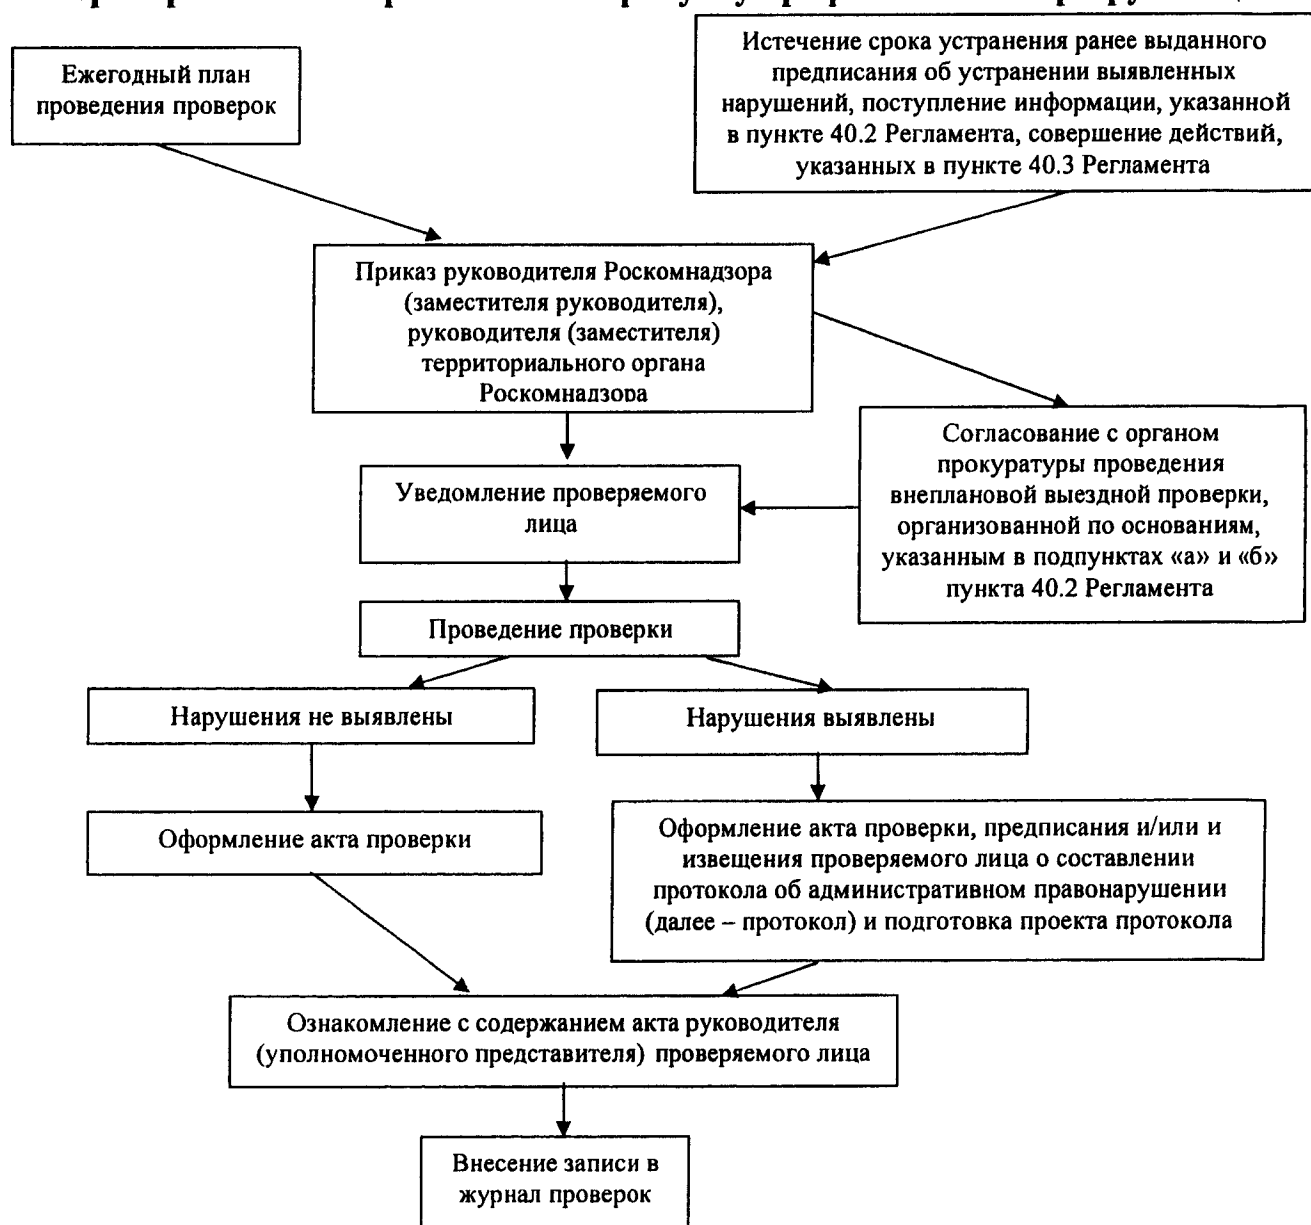 Ежегодный план
проведения проверок
Истечение срока устранения ранее выданного
предписания об устранении выявленных
нарушений, поступление информации, указанной
в пункте 40.2 Регламента, совершение действий,
указанных в пункте 40.3 Регламента
Приказ руководителя Роскомнадзора
(заместителя руководителя),
руководителя (заместителя)
территориального органа
Роскомнадзора
Согласование с органом
прокуратуры проведения
внеплановой выездной проверки,
организованной по основаниям,
указанным в подпунктах «а» и «б»
пункта 40.2 Регламента
Уведомление проверяемого
лица
Проведение проверки
Нарушения не выявлены
Нарушения выявлены
Оформление акта проверки
Оформление акта проверки, предписания и/или и
извещения проверяемого лица о составлении
протокола об административном правонарушении
(далее – протокол) и подготовка проекта протокола
Ознакомление с содержанием акта руководителя
(уполномоченного представителя) проверяемого лица
Внесение записи в
журнал проверок